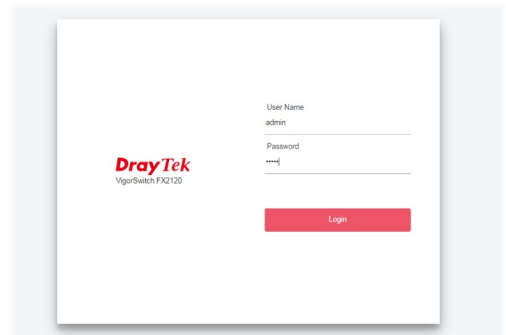 User Name
admin
Password
•••••
DrayTek
VigorSwitch FX2120
Login